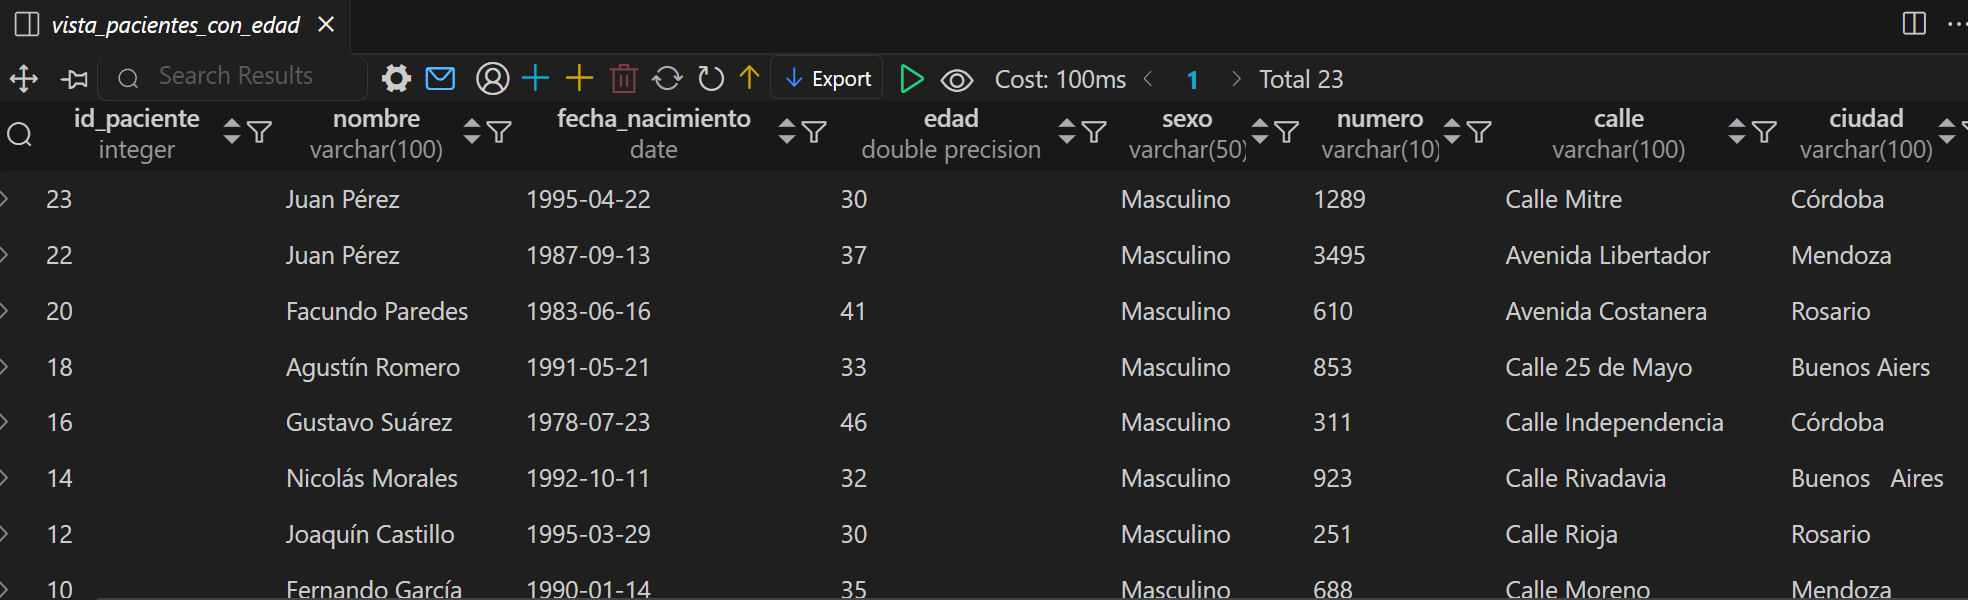 vista_pacientes_con_edad
Search Results Export Cost: 100ms 1 Total 23
id_paciente nombre fecha_nacimiento edad sexo numero calle ciudad
integer varchar(100) date double precision varchar(50) varchar(10) varchar(100) varchar(100)
23 Juan Pérez 1995-04-22 30 Masculino 1289 Calle Mitre Córdoba
22 Juan Pérez 1987-09-13 37 Masculino 3495 Avenida Libertador Mendoza
20 Facundo Paredes 1983-06-16 41 Masculino 610 Avenida Costanera Rosario
18 Agustín Romero 1991-05-21 33 Masculino 853 Calle 25 de Mayo Buenos Aiers
16 Gustavo Suárez 1978-07-23 46 Masculino 311 Calle Independencia Córdoba
14 Nicolás Morales 1992-10-11 32 Masculino 923 Calle Rivadavia Buenos   Aires
12 Joaquín Castillo 1995-03-29 30 Masculino 251 Calle Rioja Rosario
10 Fernando García 1990-01-14 35 Masculino 688 Calle Moreno Mendoza